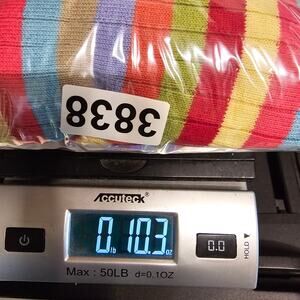 3838
Accuteck®
0 lb 10.3 oz
0.0
HOLD ▼
Max : 50LB d=0.1OZ